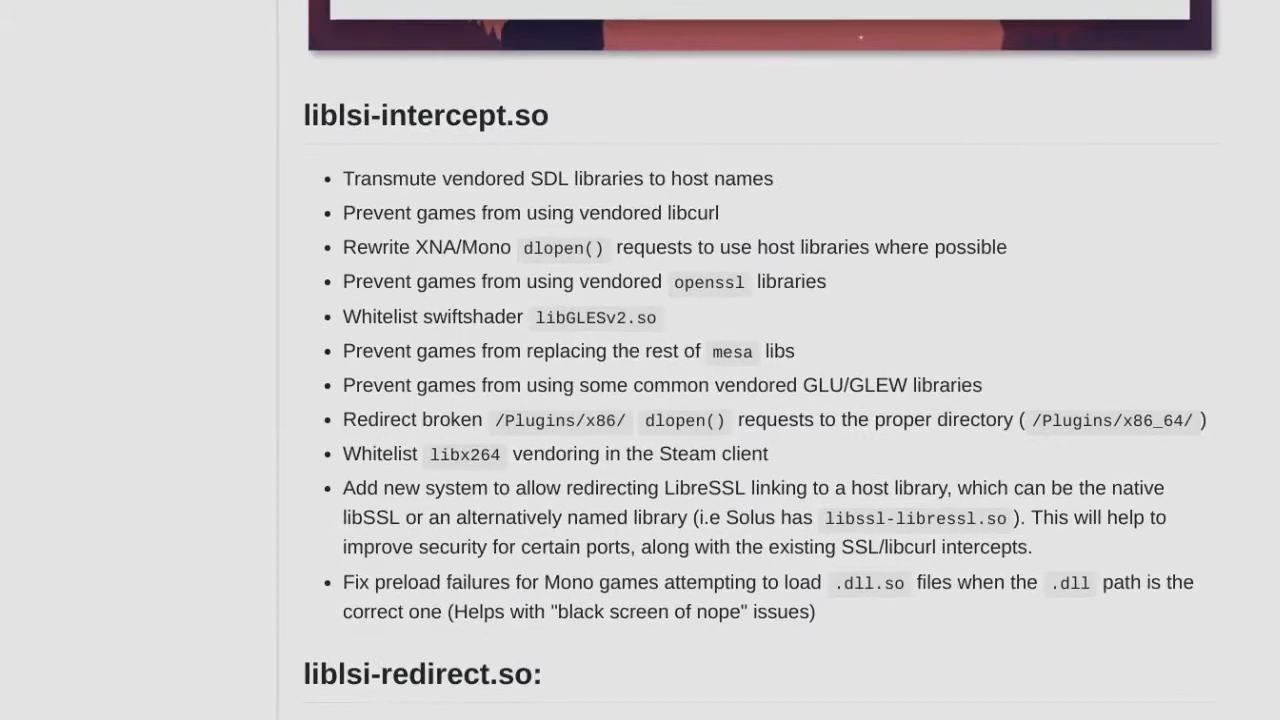 liblsi-intercept.so
• Transmute vendored SDL libraries to host names
• Prevent games from using vendored libcurl
• Rewrite XNA/Mono dlopen() requests to use host libraries where possible
• Prevent games from using vendored openssl libraries
• Whitelist swiftshader libGLESv2.so
• Prevent games from replacing the rest of mesa libs
• Prevent games from using some common vendored GLU/GLEW libraries
• Redirect broken /Plugins/x86/ dlopen() requests to the proper directory ( /Plugins/x86_64/ )
• Whitelist libx264 vendoring in the Steam client
• Add new system to allow redirecting LibreSSL linking to a host library, which can be the native
libSSL or an alternatively named library (i.e Solus has libssl-libressl.so ). This will help to
improve security for certain ports, along with the existing SSL/libcurl intercepts.
• Fix preload failures for Mono games attempting to load .dll.so files when the .dll path is the
correct one (Helps with "black screen of nope" issues)
liblsi-redirect.so: